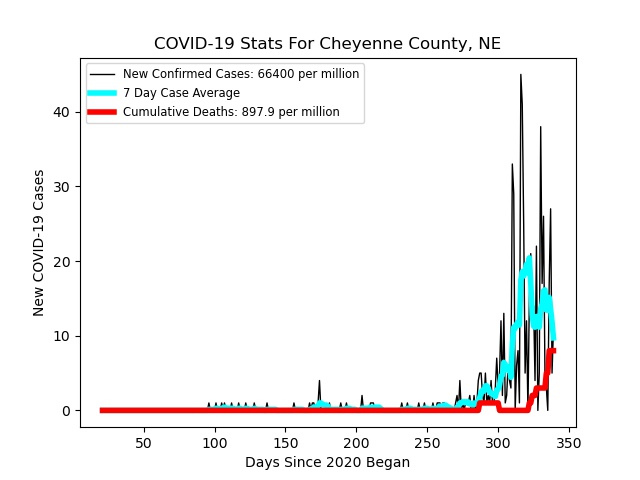 COVID-19 Stats For Cheyenne County, NE
New Confirmed Cases: 66400 per million
7 Day Case Average
Cumulative Deaths: 897.9 per million
New COVID-19 Cases
40
30
20
10
0
50 100 150 200 250 300 350
Days Since 2020 Began